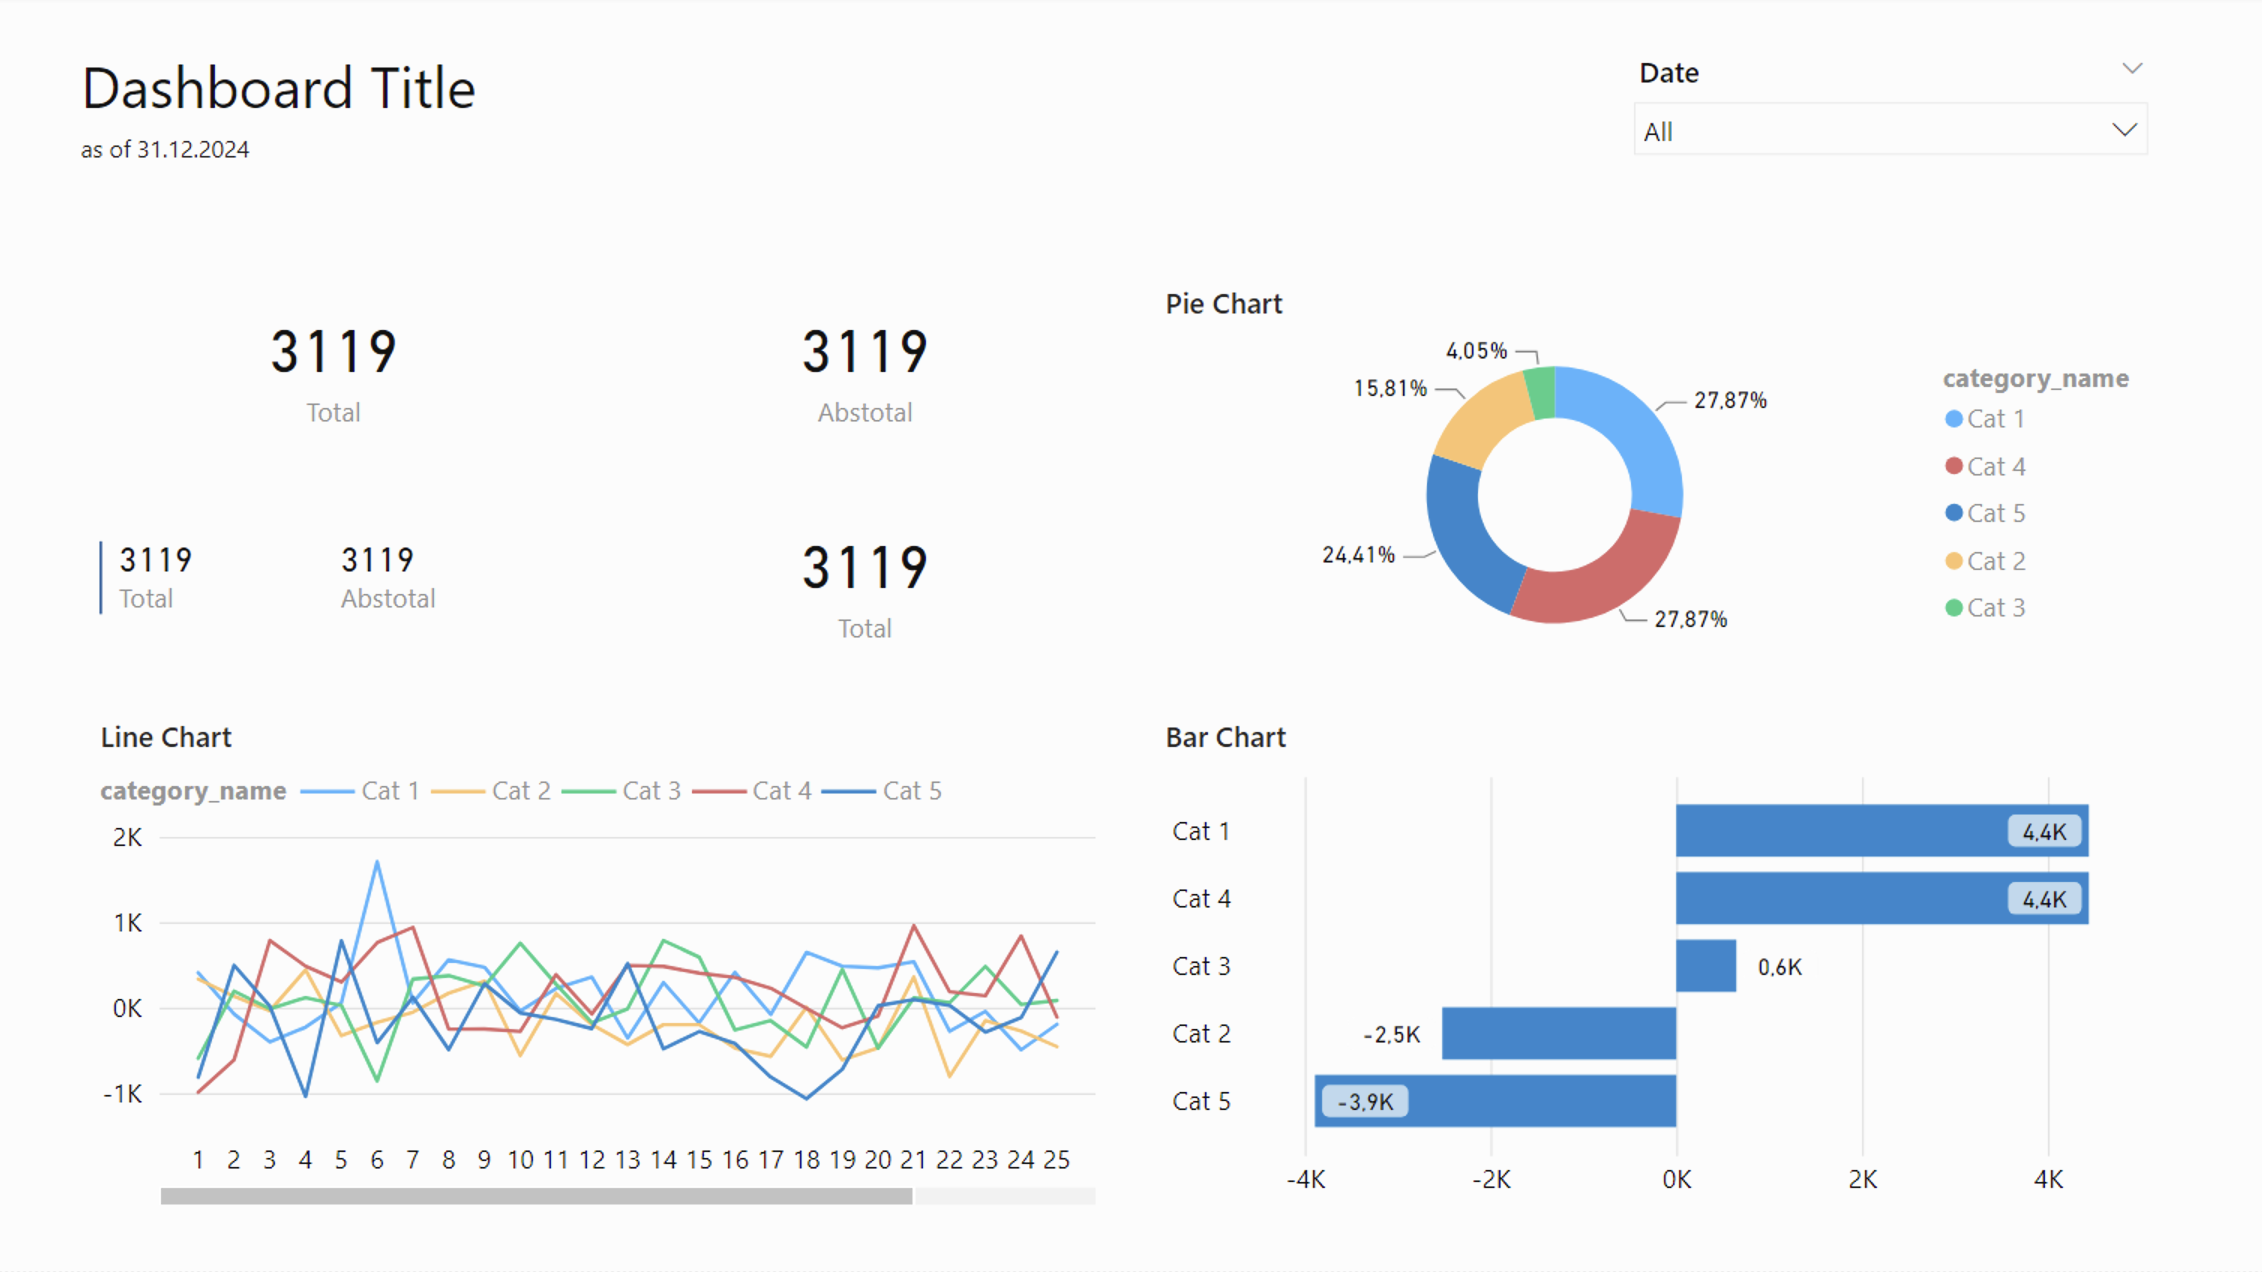 Dashboard Title
as of 31.12.2024
Date
All
3119
Total
3119
Abstotal
3119
Total
3119
Abstotal
3119
Total
Pie Chart
4,05%
15,81%
27,87%
24,41%
27,87%
category_name
Cat 1
Cat 4
Cat 5
Cat 2
Cat 3
Line Chart
category_name Cat 1 Cat 2 Cat 3 Cat 4 Cat 5
2K
1K
0K
-1K
1 2 3 4 5 6 7 8 9 10 11 12 13 14 15 16 17 18 19 20 21 22 23 24 25
Bar Chart
Cat 1 4,4K
Cat 4 4,4K
Cat 3 0,6K
Cat 2 -2,5K
Cat 5 -3,9K
-4K -2K 0K 2K 4K